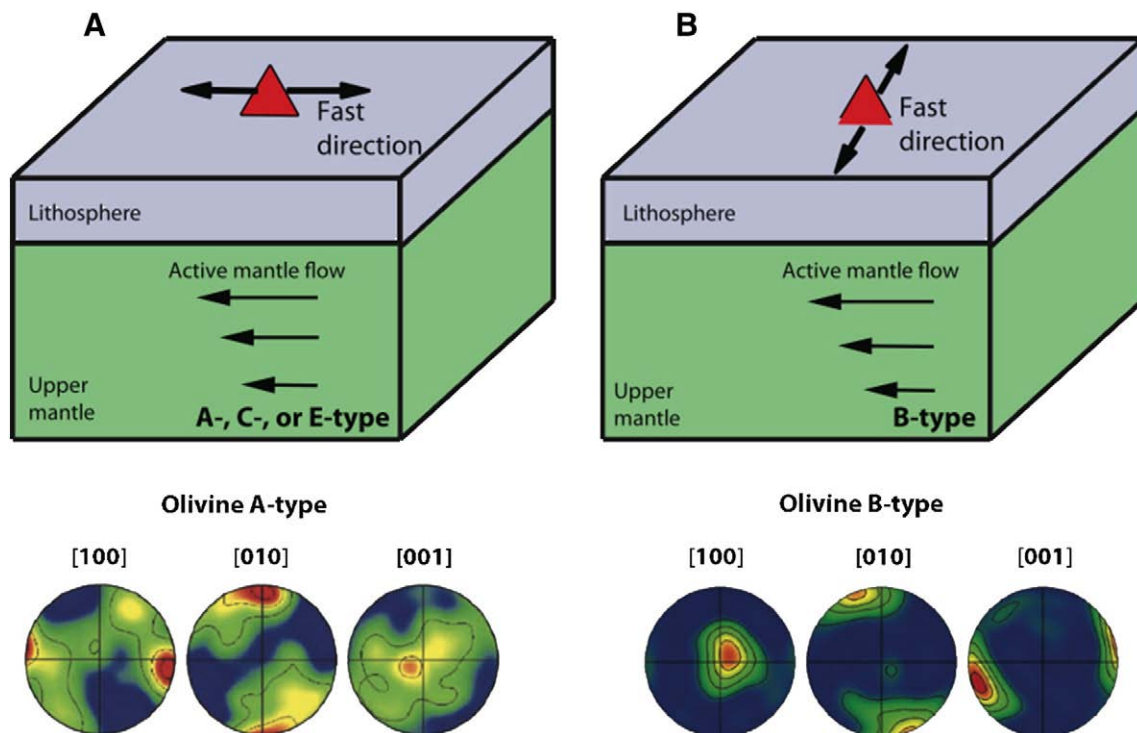 A
Fast
direction
Lithosphere
Active mantle flow
Upper
mantle
A-, C-, or E-type
B
Fast
direction
Lithosphere
Active mantle flow
Upper
mantle
B-type
Olivine A-type
[100] [010] [001]
Olivine B-type
[100] [010] [001]